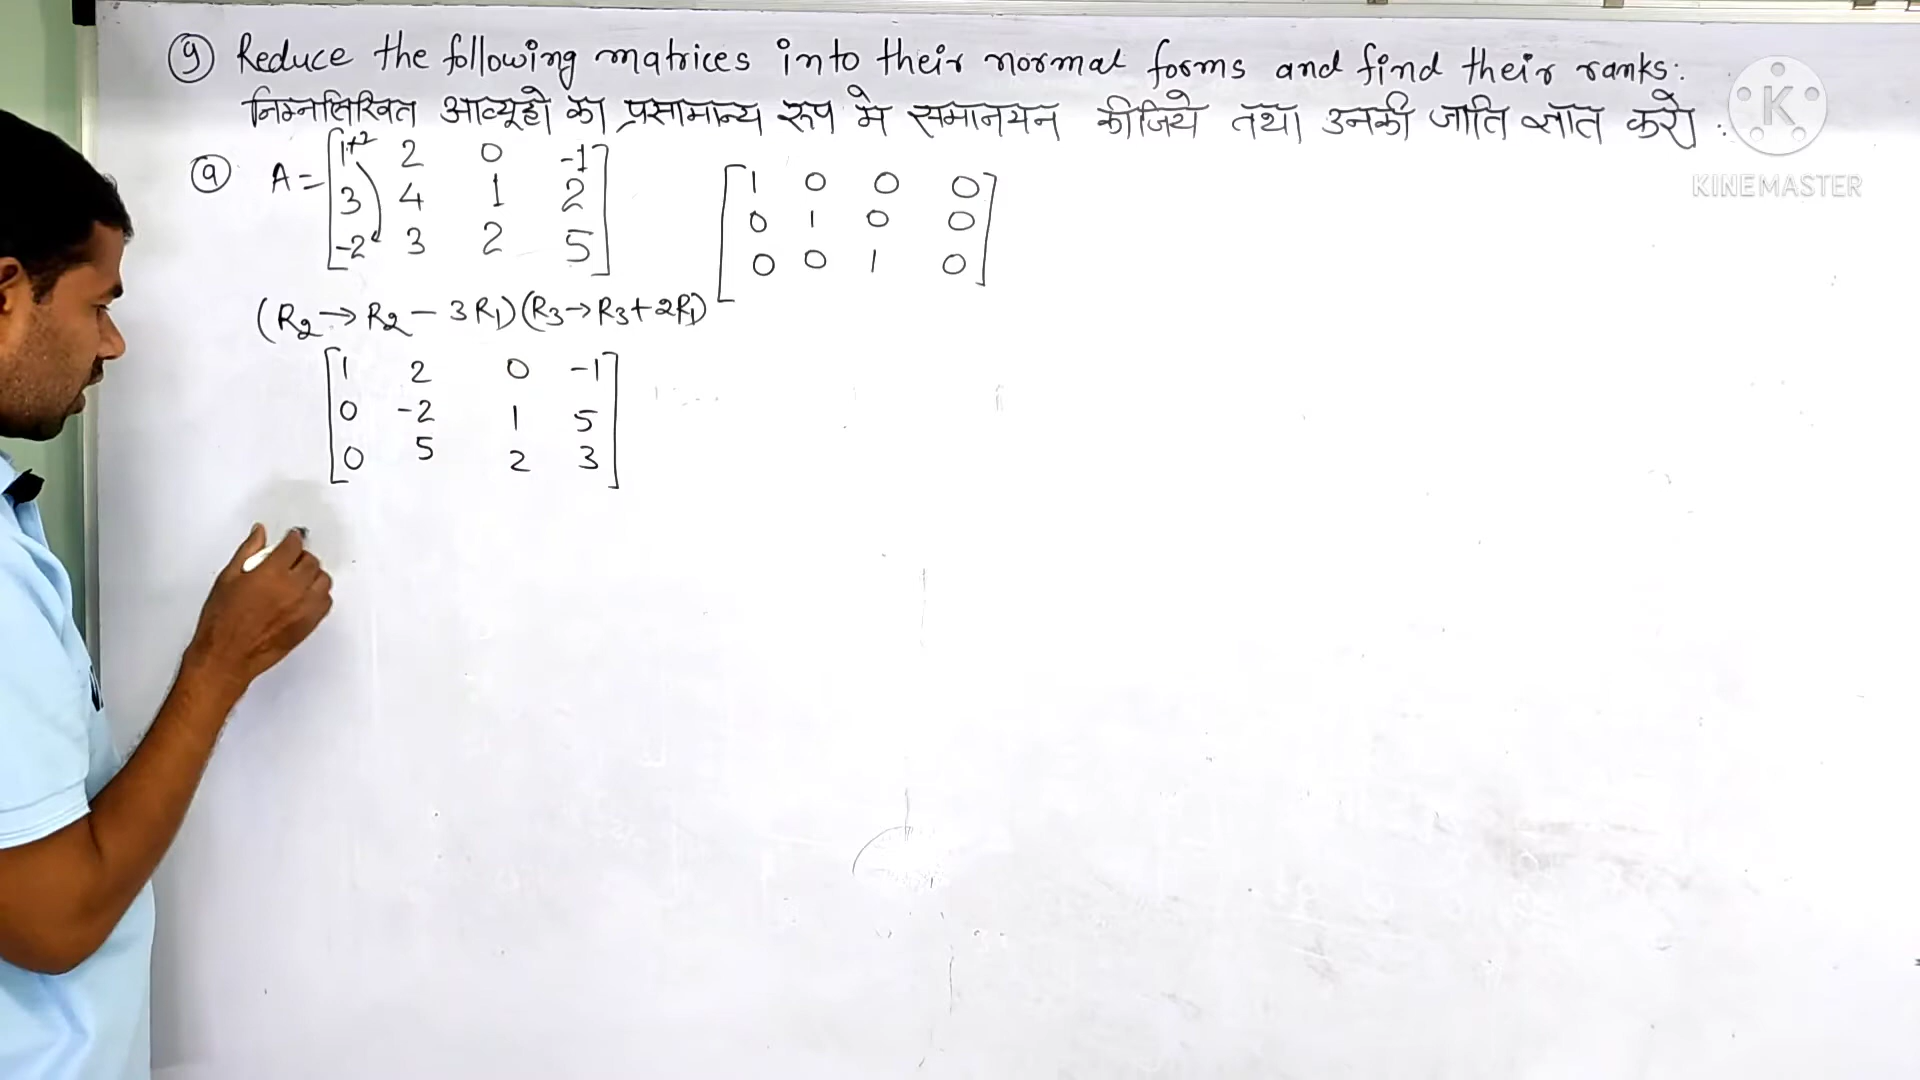 9 Reduce the following matrices into their normal forms and find their ranks:
निम्नलिखित आव्यूहो का प्रसामान्य रूप मे समानयन कीजिये तथा उनकी जाति ज्ञात करो :
K
KINEMASTER
a A = [1 2 0 -1
3 4 1 2
-2 3 2 5]
[1 0 0 0
0 1 0 0
0 0 1 0]
(R2 → R2 - 3R1) (R3 → R3 + 2R1)
[1 2 0 -1
0 -2 1 5
0 5 2 3]